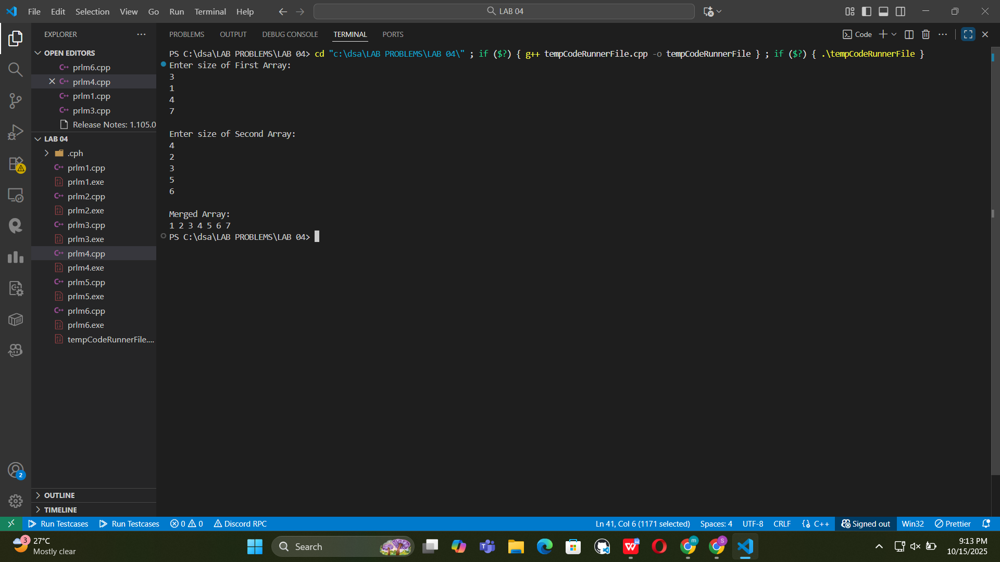 File Edit Selection View Go Run Terminal Help
LAB 04
EXPLORER
OPEN EDITORS
prlm6.cpp
prlm4.cpp
prlm1.cpp
prlm3.cpp
Release Notes: 1.105.0
LAB 04
.cph
prlm1.cpp
prlm1.exe
prlm2.cpp
prlm2.exe
prlm3.cpp
prlm3.exe
prlm4.cpp
prlm4.exe
prlm5.cpp
prlm5.exe
prlm6.cpp
prlm6.exe
tempCodeRunnerFile....
OUTLINE
TIMELINE
PROBLEMS OUTPUT DEBUG CONSOLE TERMINAL PORTS
Code
PS C:\dsa\LAB PROBLEMS\LAB 04> cd "c:\dsa\LAB PROBLEMS\LAB 04\" ; if ($?) { g++ tempCodeRunnerFile.cpp -o tempCodeRunnerFile } ; if ($?) { .\tempCodeRunnerFile }
Enter size of First Array:
3
1
4
7
Enter size of Second Array:
4
2
3
5
6
Merged Array:
1 2 3 4 5 6 7
PS C:\dsa\LAB PROBLEMS\LAB 04>
2
Run Testcases Run Testcases 0 0 Discord RPC
Ln 41, Col 6 (1171 selected) Spaces: 4 UTF-8 CRLF {} C++ Signed out Win32 Prettier
3
27°C
Mostly clear
Search
9:13 PM
10/15/2025